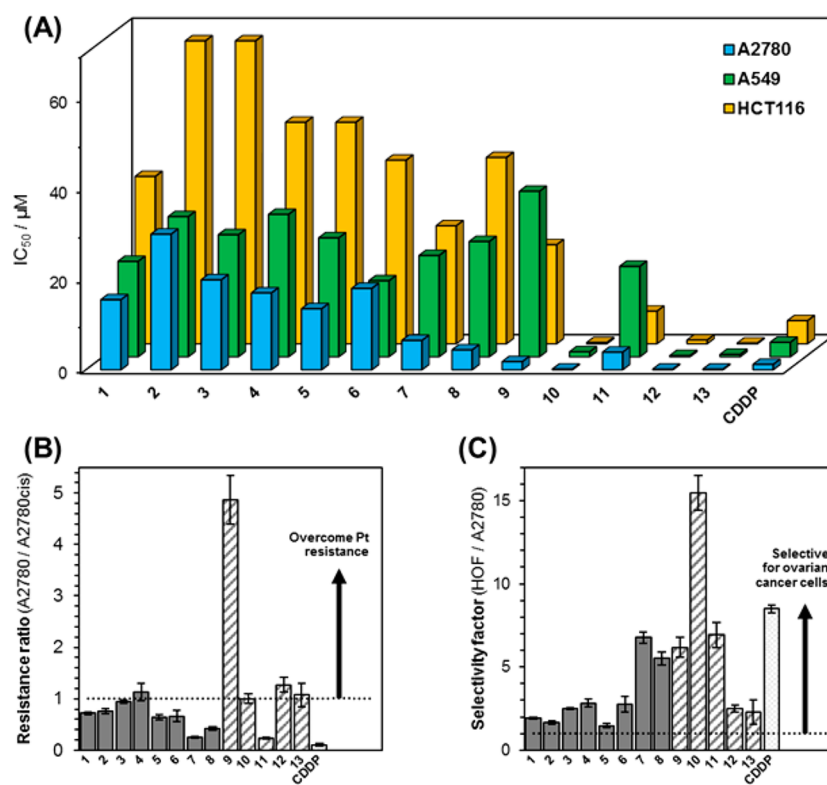 (A)
A2780
A549
HCT116
60
40
20
0
IC50 / µM
1 2 3 4 5 6 7 8 9 10 11 12 13 CDDP
(B)
5
4
3
2
1
0
Resistance ratio (A2780 / A2780cis)
Overcome Pt
resistance
1 2 3 4 5 6 7 8 9 10 11 12 13 CDDP
(C)
15
10
5
0
Selectivity factor (HOF / A2780)
Selective
for ovarian
cancer cells
1 2 3 4 5 6 7 8 9 10 11 12 13 CDDP